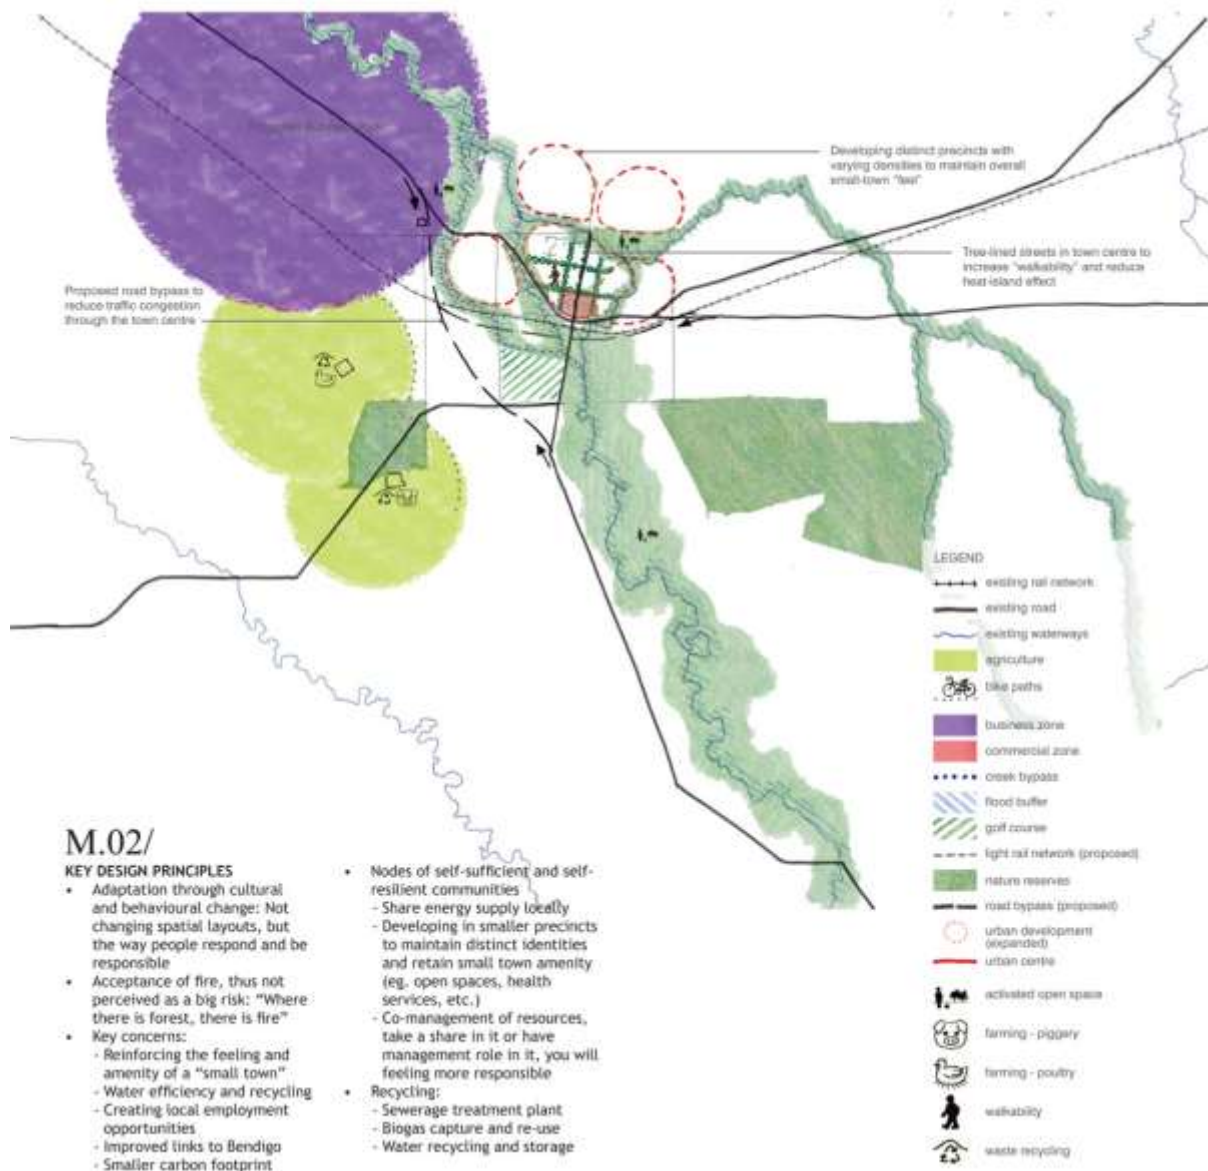 Developing distinct precincts with
varying densities to maintain overall
small-town "feel"
Tree-lined streets in town centre to
increase "walkability" and reduce
heat-island effect
Proposed road bypass to
reduce traffic congestion
through the town centre
LEGEND
existing rail network
existing road
existing waterways
agriculture
bike paths
business zone
commercial zone
creek bypass
flood buffer
golf course
light rail network (proposed)
nature reserves
road bypass (proposed)
urban development
(expanded)
urban centre
activated open space
farming - piggery
farming - poultry
walkability
waste recycling
M.02/
KEY DESIGN PRINCIPLES
• Adaptation through cultural
and behavioural change: Not
changing spatial layouts, but
the way people respond and be
responsible
• Acceptance of fire, thus not
perceived as a big risk: "Where
there is forest, there is fire"
• Key concerns:
- Reinforcing the feeling and
amenity of a "small town"
- Water efficiency and recycling
- Creating local employment
opportunities
- Improved links to Bendigo
- Smaller carbon footprint
• Nodes of self-sufficient and self-
resilient communities
- Share energy supply locally
- Developing in smaller precincts
to maintain distinct identities
and retain small town amenity
(eg. open spaces, health
services, etc.)
- Co-management of resources,
take a share in it or have
management role in it, you will
feeling more responsible
• Recycling:
- Sewerage treatment plant
- Biogas capture and re-use
- Water recycling and storage